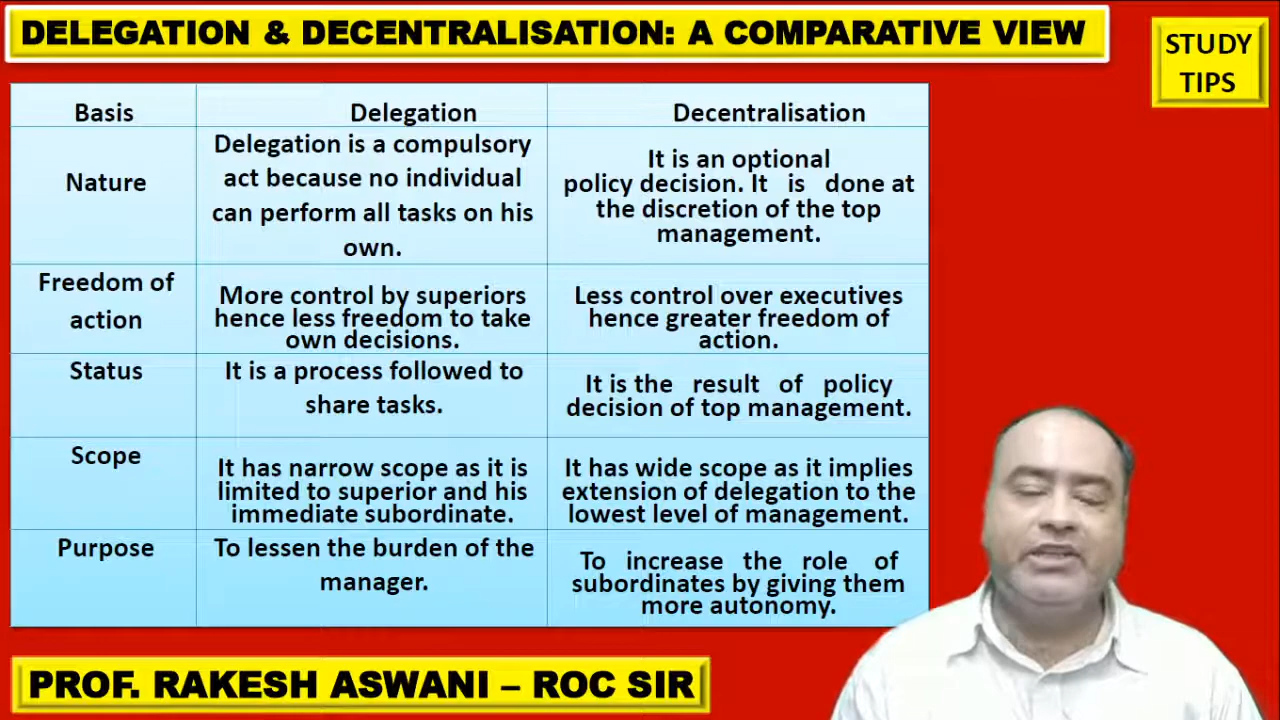 DELEGATION & DECENTRALISATION: A COMPARATIVE VIEW
STUDY
TIPS
Basis
Delegation
Decentralisation
Nature
Delegation is a compulsory
act because no individual
can perform all tasks on his
own.
It is an optional
policy decision. It is done at
the discretion of the top
management.
Freedom of
action
More control by superiors
hence less freedom to take
own decisions.
Less control over executives
hence greater freedom of
action.
Status
It is a process followed to
share tasks.
It is the result of policy
decision of top management.
Scope
It has narrow scope as it is
limited to superior and his
immediate subordinate.
It has wide scope as it implies
extension of delegation to the
lowest level of management.
Purpose
To lessen the burden of the
manager.
To increase the role of
subordinates by giving them
more autonomy.
PROF. RAKESH ASWANI – ROC SIR